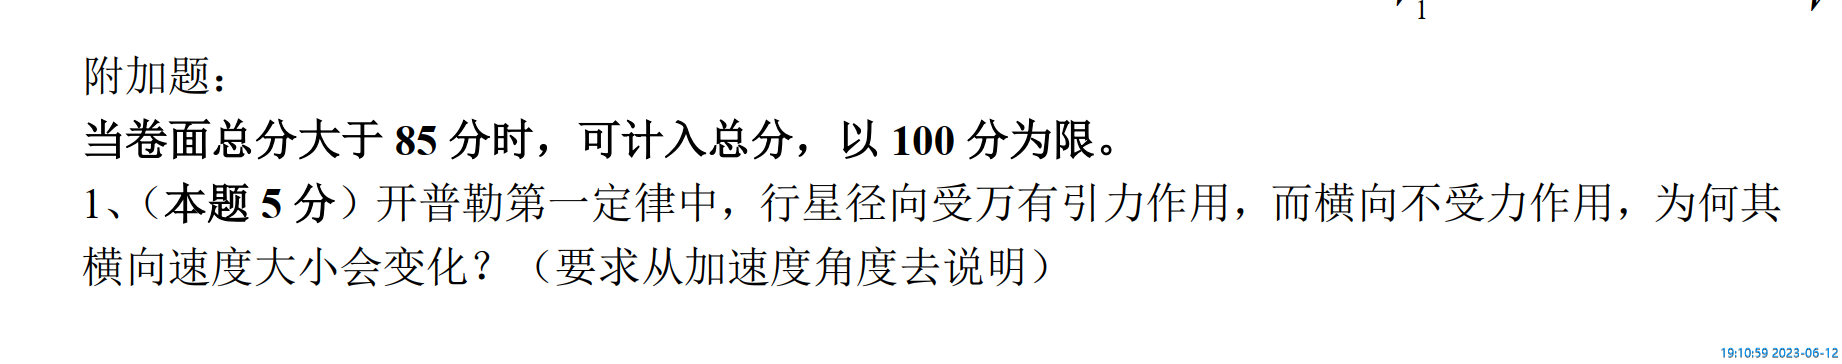 1
附加题：
当卷面总分大于 85 分时，可计入总分，以 100 分为限。
1、（本题 5 分）开普勒第一定律中，行星径向受万有引力作用，而横向不受力作用，为何其
横向速度大小会变化？（要求从加速度角度去说明）
19:10:59 2023-06-12